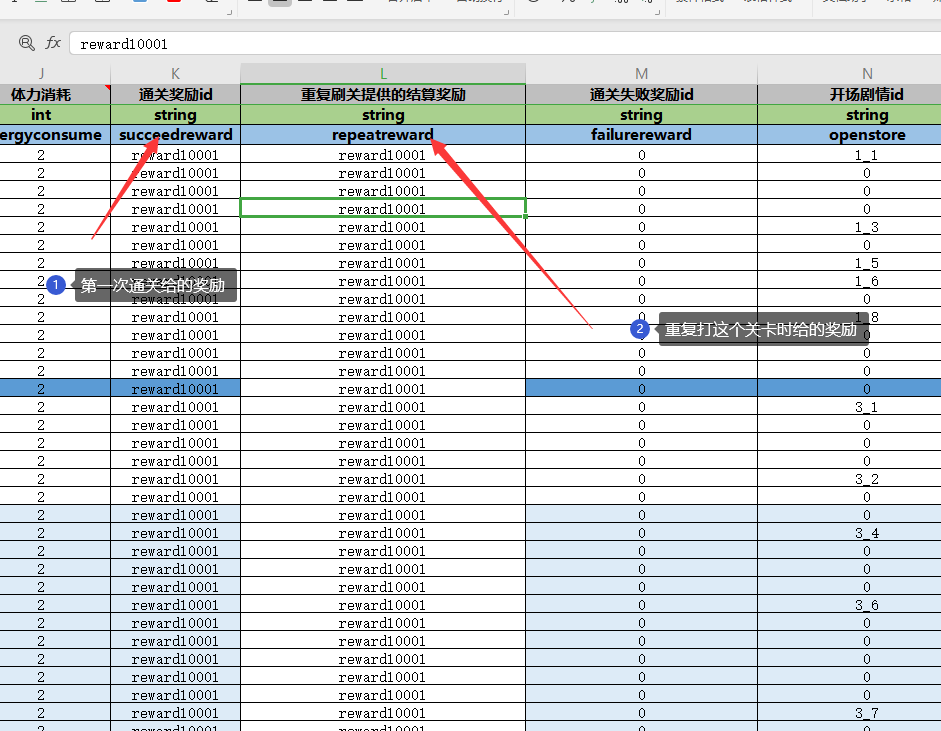 fx reward10001
J K L M N
体力消耗 通关奖励id 重复刷关提供的结算奖励 通关失败奖励id 开场剧情id
int string string string string
ergyconsume succeedreward repeatreward failurereward openstore
2 reward10001 reward10001 0 1_1
2 reward10001 reward10001 0 0
2 reward10001 reward10001 0 0
2 reward10001 reward10001 0 0
2 reward10001 reward10001 0 1_3
2 reward10001 reward10001 0 0
2 reward10001 reward10001 0 1_5
2 reward10001 0 1_6
1 第一次通关给的奖励
2 reward10001 reward10001 0 0
2 reward10001 reward10001 0 1_8
2 重复打这个关卡时给的奖励
2 reward10001 reward10001 0 0
2 reward10001 reward10001 0 0
2 reward10001 reward10001 0 0
2 reward10001 reward10001 0 0
2 reward10001 reward10001 0 3_1
2 reward10001 reward10001 0 0
2 reward10001 reward10001 0 0
2 reward10001 reward10001 0 0
2 reward10001 reward10001 0 3_2
2 reward10001 reward10001 0 0
2 reward10001 reward10001 0 0
2 reward10001 reward10001 0 3_4
2 reward10001 reward10001 0 0
2 reward10001 reward10001 0 0
2 reward10001 reward10001 0 0
2 reward10001 reward10001 0 3_6
2 reward10001 reward10001 0 0
2 reward10001 reward10001 0 0
2 reward10001 reward10001 0 0
2 reward10001 reward10001 0 0
2 reward10001 reward10001 0 0
2 reward10001 reward10001 0 3_7